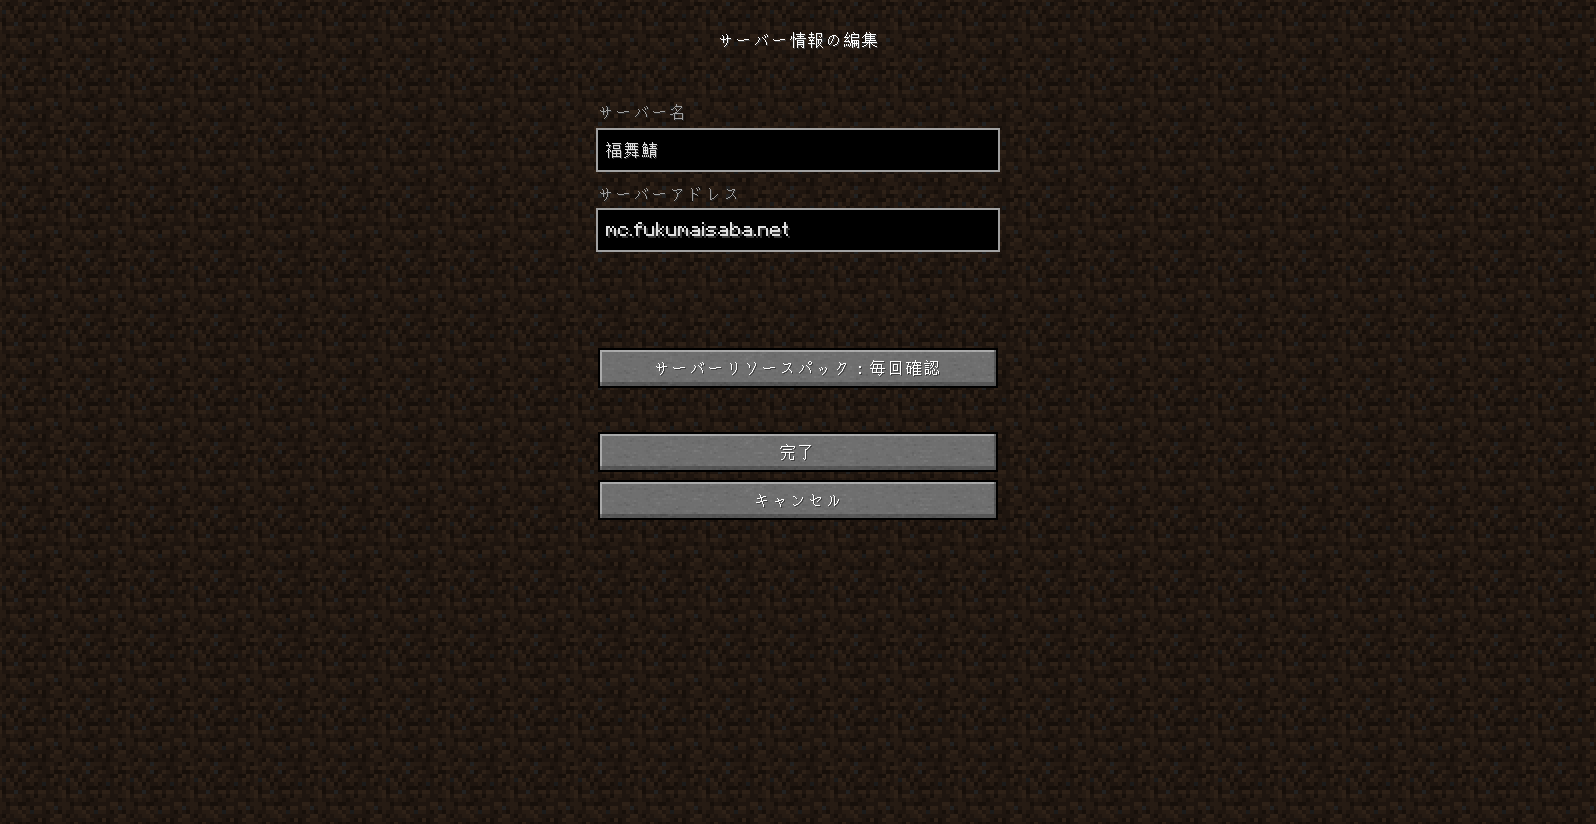 サーバー情報の編集
サーバー名
福舞鯖
サーバーアドレス
mc.fukumaisaba.net
サーバーリソースパック：毎回確認
完了
キャンセル